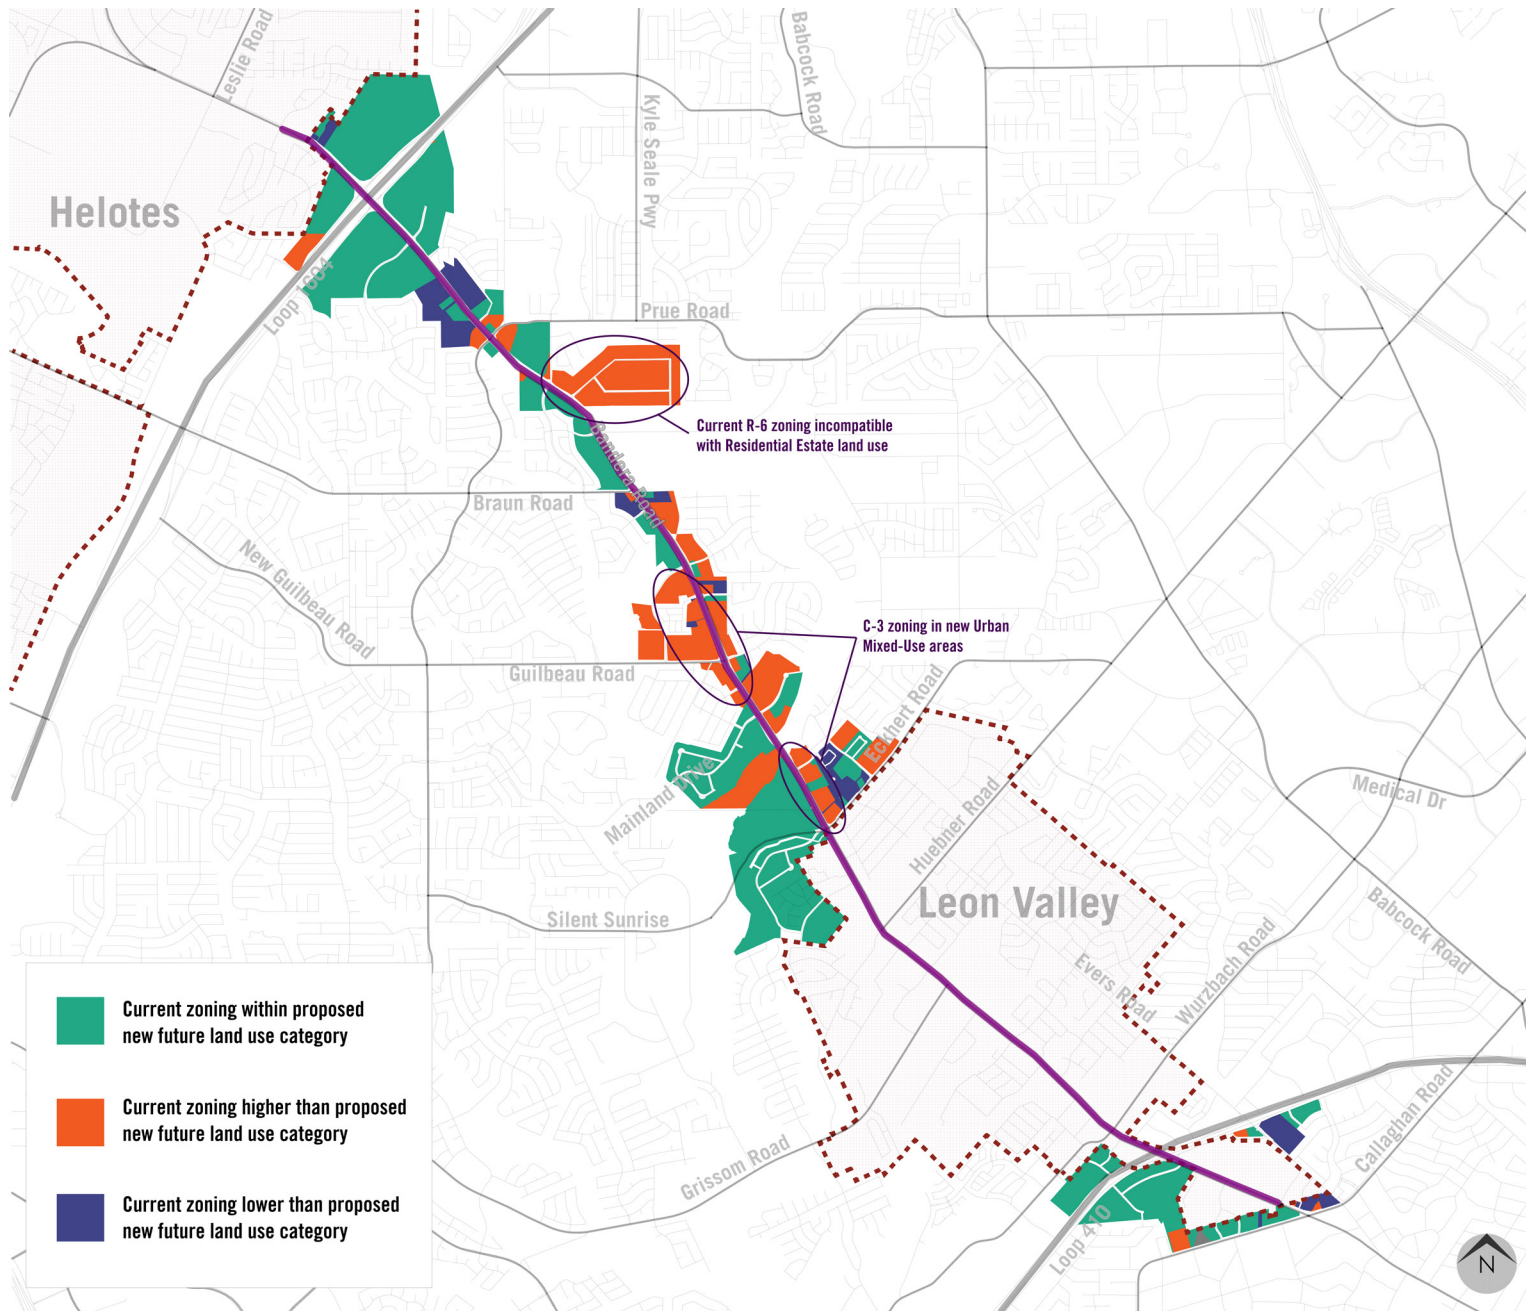 Leslie Road
Babcock Road
Kyle Seale Pwy
Helotes
Loop 1604
Prue Road
Current R-6 zoning incompatible
with Residential Estate land use
Bandera Road
Braun Road
New Guilbeau Road
C-3 zoning in new Urban
Mixed-Use areas
Guilbeau Road
Eckhert Road
Mainland Drive
Medical Dr
Huebner Road
Leon Valley
Silent Sunrise
Babcock Road
Wurzbach Road
Evers Road
Current zoning within proposed
new future land use category
Current zoning higher than proposed
new future land use category
Current zoning lower than proposed
new future land use category
Callaghan Road
Grissom Road
Loop 410
N